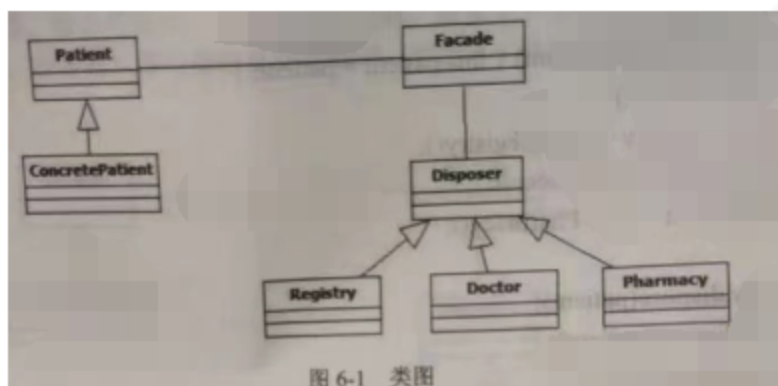 Patient
Facade
ConcretePatient
Disposer
Registry
Doctor
Pharmacy
图 6-1 类图